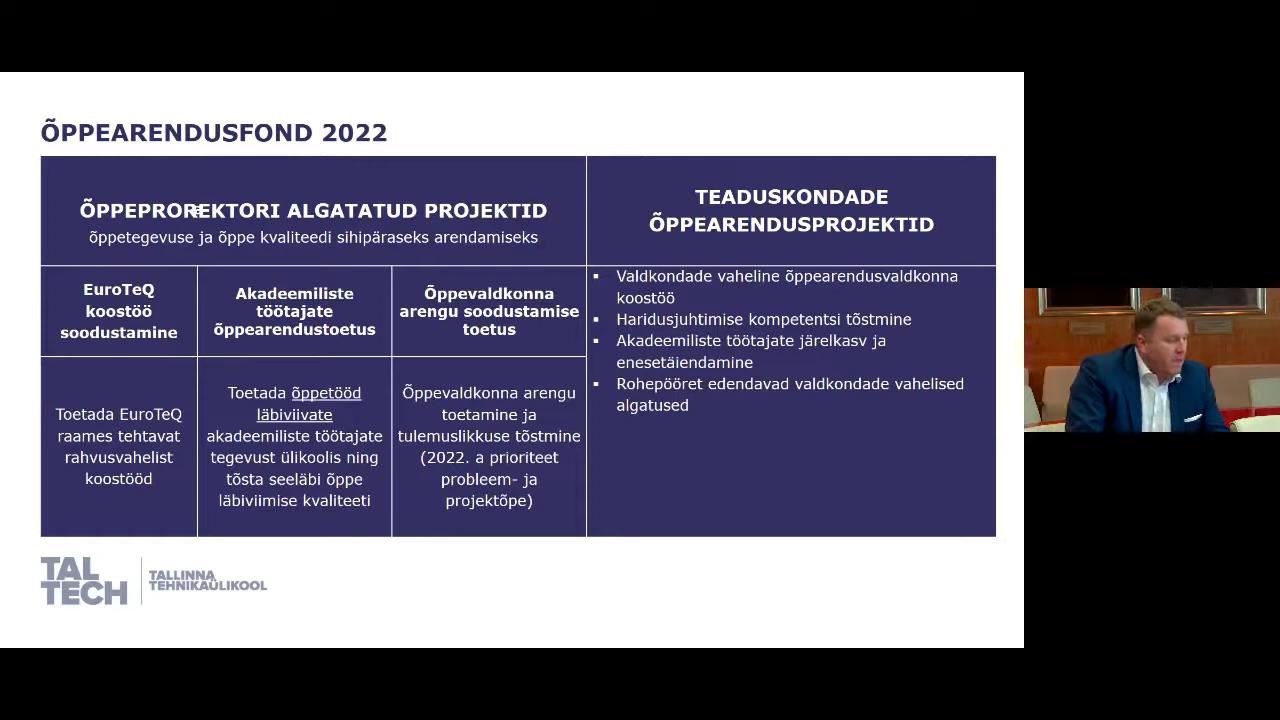 ÕPPEARENDUSFOND 2022
ÕPPEPROREKTORI ALGATATUD PROJEKTID
õppetegevuse ja õppe kvaliteedi sihipäraseks arendamiseks
TEADUSKONDADE
ÕPPEARENDUSPROJEKTID
EuroTeQ
koostöö
soodustamine
Akadeemiliste
töötajate
õppearendustoetus
Õppevaldkonna
arengu soodustamise
toetus
Toetada EuroTeQ
raames tehtavat
rahvusvahelist
koostööd
Toetada õppetööd
läbiviivate
akadeemiliste töötajate
tegevust ülikoolis ning
tõsta seeläbi õppe
läbiviimise kvaliteeti
Õppevaldkonna arengu
toetamine ja
tulemuslikkuse tõstmine
(2022. a prioriteet
probleem- ja
projektõpe)
▪ Valdkondade vaheline õppearendusvaldkonna
koostöö
▪ Haridusjuhtimise kompetentsi tõstmine
▪ Akadeemiliste töötajate järelkasv ja
enesetäiendamine
▪ Rohepööret edendavad valdkondade vahelised
algatused
TAL
TECH
TALLINNA
TEHNIKAÜLIKOOL